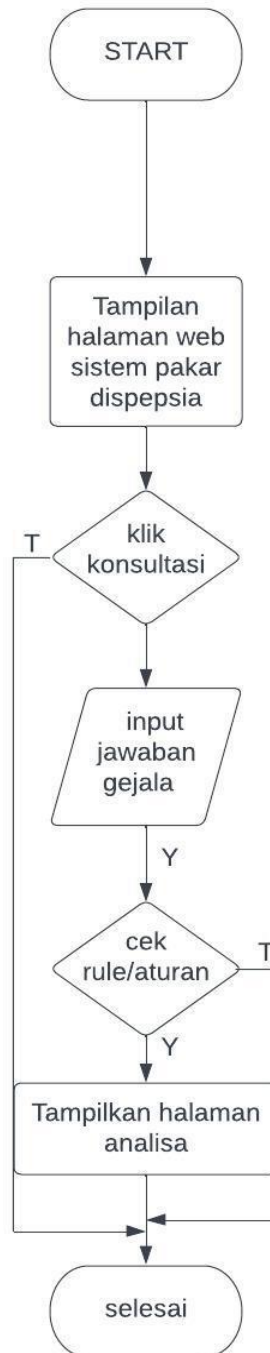 START
Tampilan
halaman web
sistem pakar
dispepsia
T
klik
konsultasi
input
jawaban
gejala
Y
cek
rule/aturan
T
Y
Tampilkan halaman
analisa
selesai